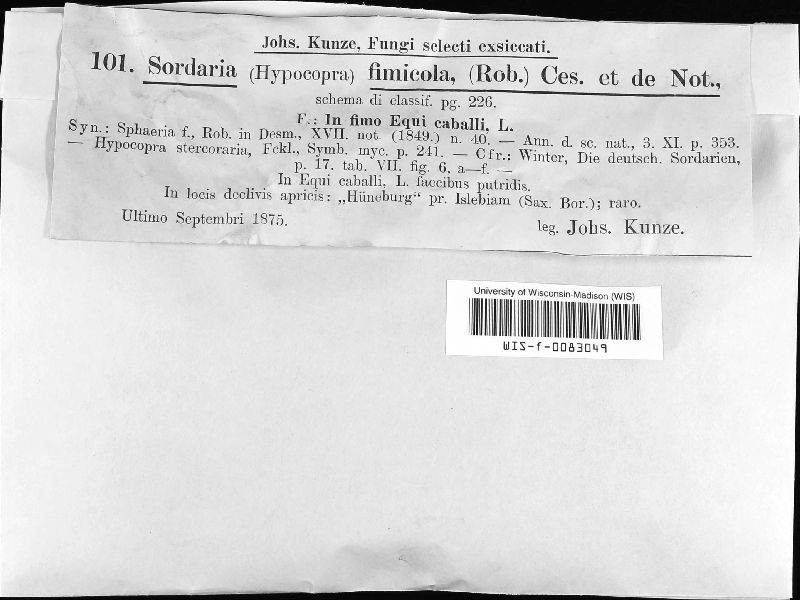 Johs. Kunze, Fungi selecti exsiccati.
101. Sordaria (Hypocopra) fimicola, (Rob.) Ces. et de Not.,
schema di classif. pg. 226.
F.: In fimo Equi caballi, L.
Syn.: Sphaeria f., Rob. in Desm., XVII. not. (1849.) n. 40. — Ann. d. sc. nat., 3. XI. p. 353.
— Hypocopra stercoraria, Fckl., Symb. myc. p. 241. — Cfr.: Winter, Die deutsch. Sordarien,
p. 17. tab. VII. fig. 6, a—f. —
In Equi caballi, L. faecibus putridis.
In locis declivis apricis: „Hüneburg“ pr. Islebiam (Sax. Bor.); raro.
Ultimo Septembri 1875.
leg. Johs. Kunze.
University of Wisconsin-Madison (WIS)
WIS-f-0083049